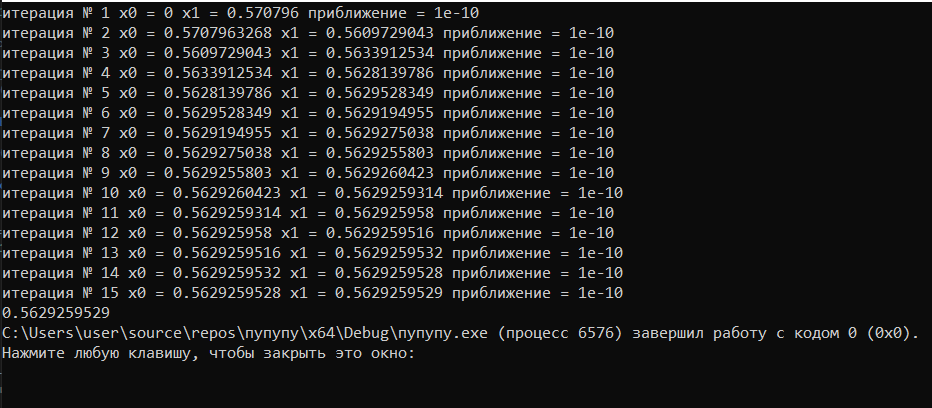 итерация № 1 x0 = 0 x1 = 0.570796 приближение = 1e-10
итерация № 2 x0 = 0.5707963268 x1 = 0.5609729043 приближение = 1e-10
итерация № 3 x0 = 0.5609729043 x1 = 0.5633912534 приближение = 1e-10
итерация № 4 x0 = 0.5633912534 x1 = 0.5628139786 приближение = 1e-10
итерация № 5 x0 = 0.5628139786 x1 = 0.5629528349 приближение = 1e-10
итерация № 6 x0 = 0.5629528349 x1 = 0.5629194955 приближение = 1e-10
итерация № 7 x0 = 0.5629194955 x1 = 0.5629275038 приближение = 1e-10
итерация № 8 x0 = 0.5629275038 x1 = 0.5629255803 приближение = 1e-10
итерация № 9 x0 = 0.5629255803 x1 = 0.5629260423 приближение = 1e-10
итерация № 10 x0 = 0.5629260423 x1 = 0.5629259314 приближение = 1e-10
итерация № 11 x0 = 0.5629259314 x1 = 0.562925958 приближение = 1e-10
итерация № 12 x0 = 0.562925958 x1 = 0.5629259516 приближение = 1e-10
итерация № 13 x0 = 0.5629259516 x1 = 0.5629259532 приближение = 1e-10
итерация № 14 x0 = 0.5629259532 x1 = 0.5629259528 приближение = 1e-10
итерация № 15 x0 = 0.5629259528 x1 = 0.5629259529 приближение = 1e-10
0.5629259529
C:\Users\user\source\repos\пупупу\x64\Debug\пупупу.exe (процесс 6576) завершил работу с кодом 0 (0x0).
Нажмите любую клавишу, чтобы закрыть это окно: